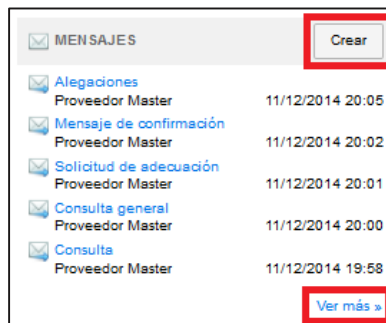 MENSAJES Crear
Alegaciones
Proveedor Master 11/12/2014 20:05
Mensaje de confirmación
Proveedor Master 11/12/2014 20:02
Solicitud de adecuación
Proveedor Master 11/12/2014 20:01
Consulta general
Proveedor Master 11/12/2014 20:00
Consulta
Proveedor Master 11/12/2014 19:58
Ver más »